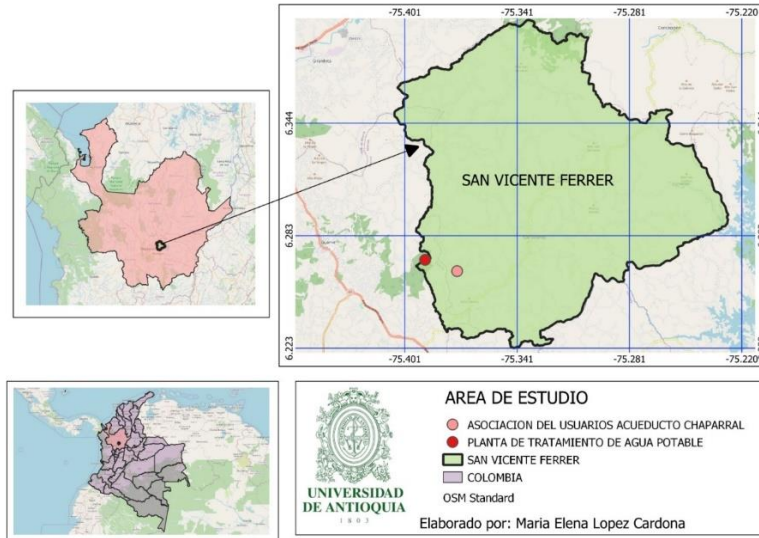 -75.401 -75.341 -75.281 -75.220
6.344
SAN VICENTE FERRER
6.283
6.223
-75.401 -75.341 -75.281 -75.220
UNIVERSIDAD
DE ANTIOQUIA
1803
AREA DE ESTUDIO
ASOCIACION DEL USUARIOS ACUEDUCTO CHAPARRAL
PLANTA DE TRATAMIENTO DE AGUA POTABLE
SAN VICENTE FERRER
COLOMBIA
OSM Standard
Elaborado por: Maria Elena Lopez Cardona